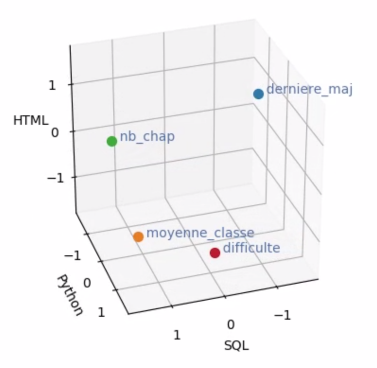 1
derniere_maj
HTML
0
nb_chap
−1
moyenne_classe
difficulte
−1
Python
0
1
1
0
−1
SQL